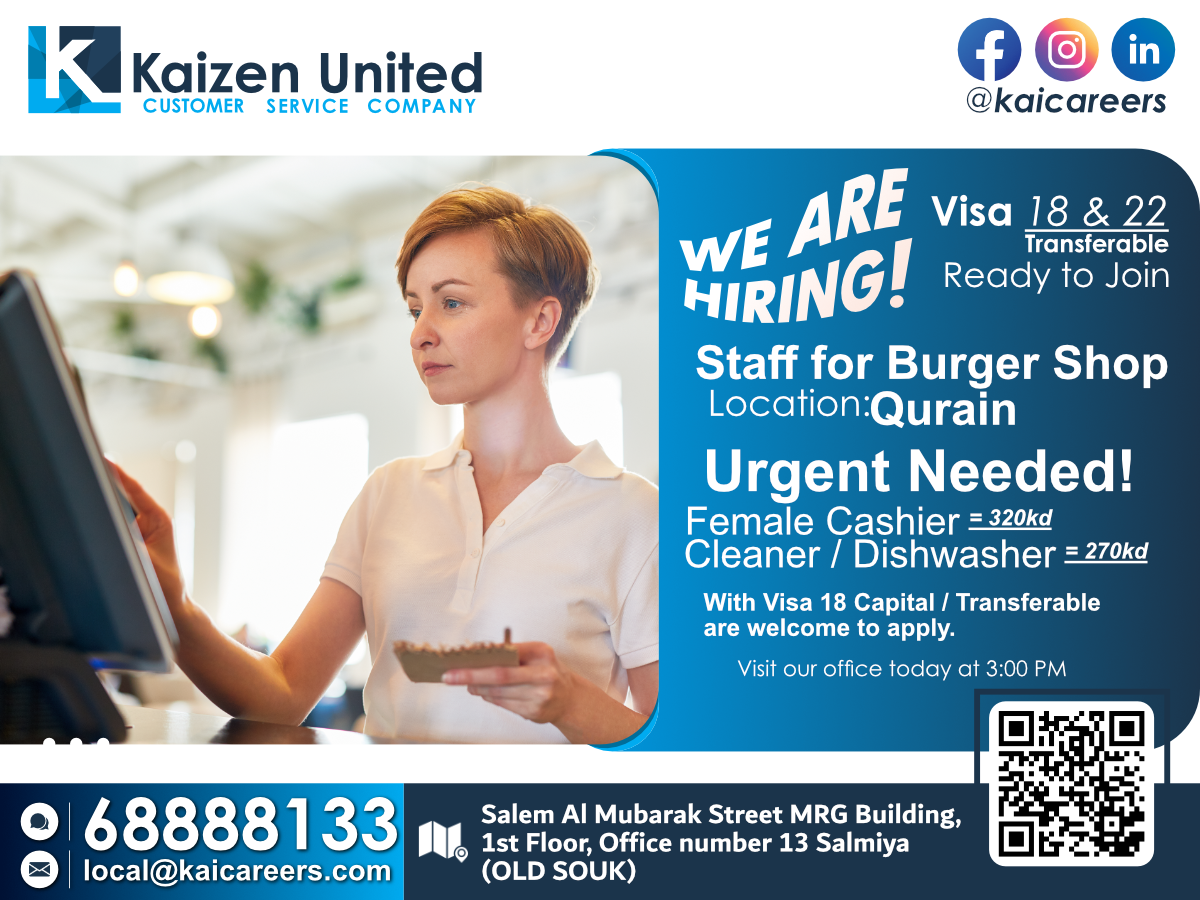 K
Kaizen United
CUSTOMER SERVICE COMPANY
f
in
@kaicareers
WE ARE
HIRING!
Visa 18 & 22
Transferable
Ready to Join
Staff for Burger Shop
Location:Qurain
Urgent Needed!
Female Cashier = 320kd
Cleaner / Dishwasher = 270kd
With Visa 18 Capital / Transferable
are welcome to apply.
Visit our office today at 3:00 PM
68888133
local@kaicareers.com
Salem Al Mubarak Street MRG Building,
1st Floor, Office number 13 Salmiya
(OLD SOUK)